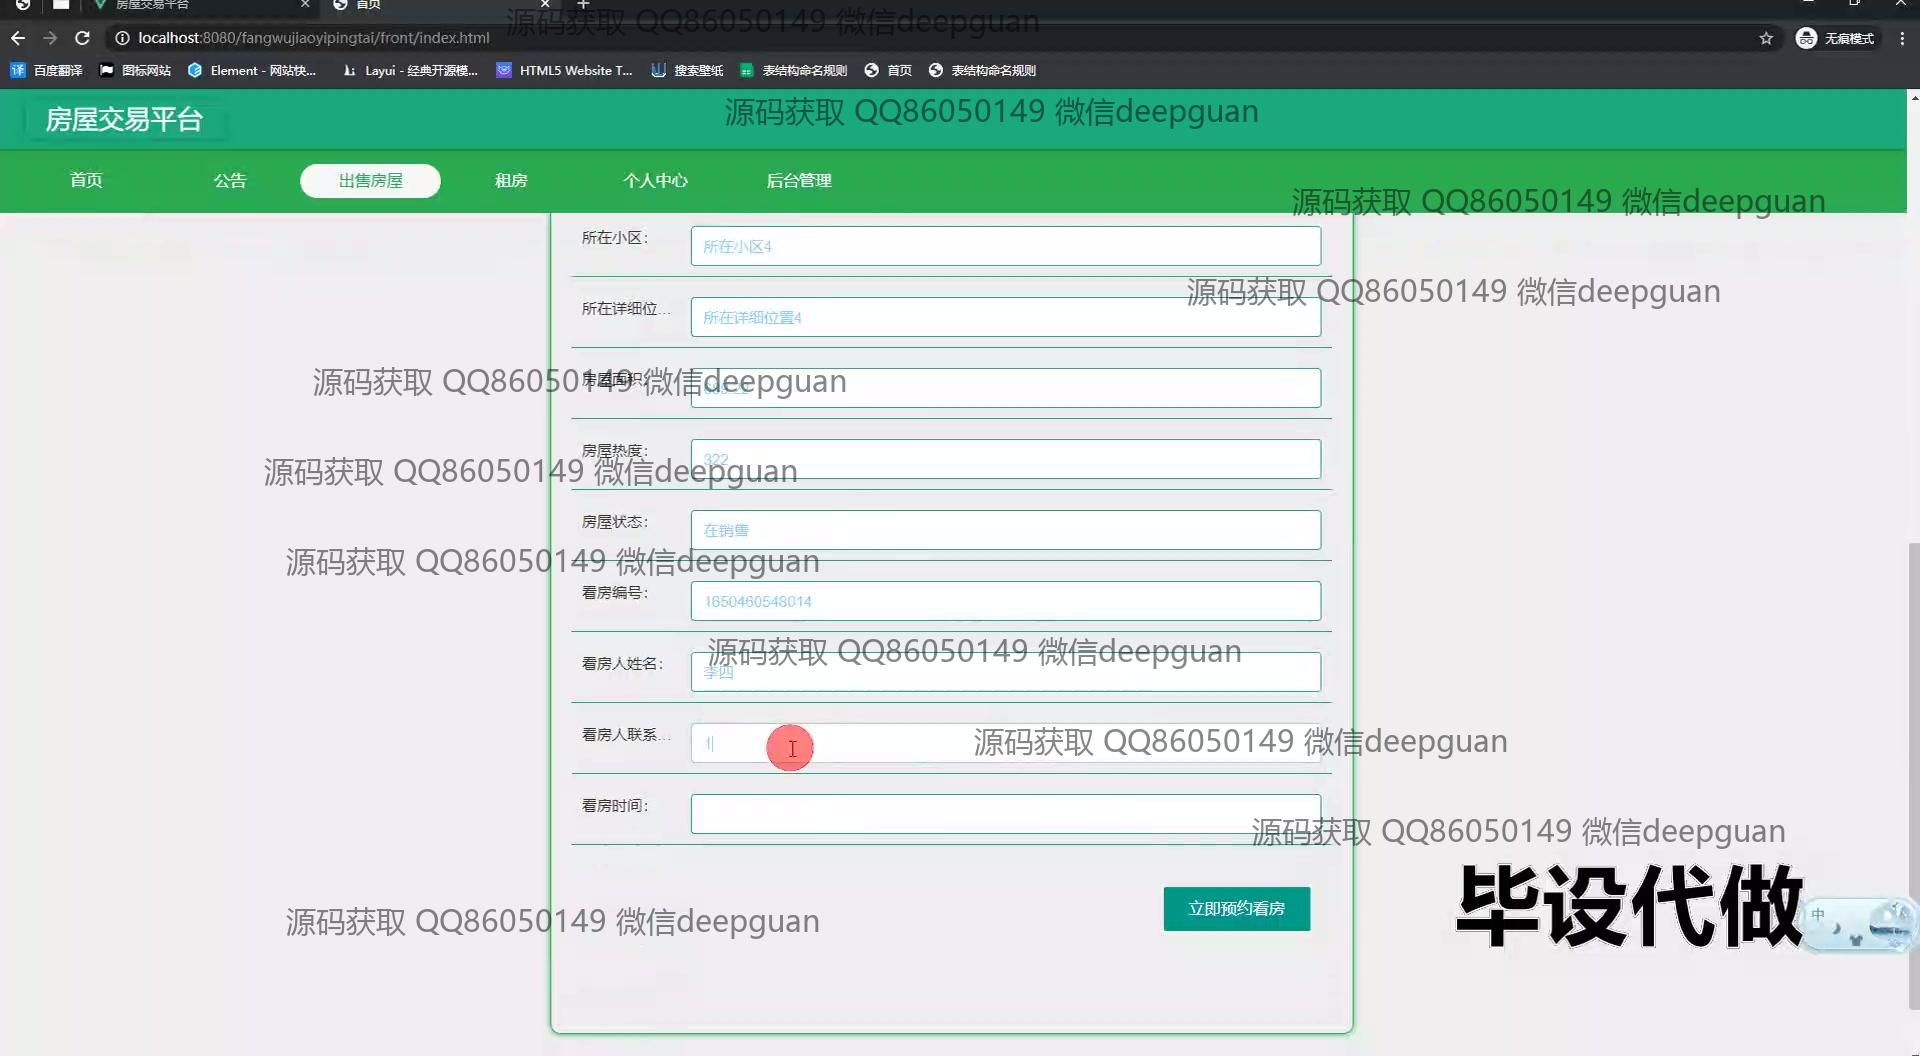 房屋交易平台
首页
localhost:8080/fangwujiaoyipingtai/front/index.html
无痕模式
百度翻译
图标网站
Element - 网站快...
Layui - 经典开源模...
HTML5 Website T...
搜索壁纸
表结构命名规则
首页
表结构命名规则
源码获取 QQ86050149 微信deepguan
房屋交易平台
源码获取 QQ86050149 微信deepguan
首页
公告
出售房屋
租房
个人中心
后台管理
源码获取 QQ86050149 微信deepguan
所在小区：
所在小区4
源码获取 QQ86050149 微信deepguan
所在详细位...
所在详细位置4
房屋面积：
源码获取 QQ86050149 微信deepguan
房屋热度：
322
源码获取 QQ86050149 微信deepguan
房屋状态：
在销售
源码获取 QQ86050149 微信deepguan
看房编号：
1650460548014
源码获取 QQ86050149 微信deepguan
看房人姓名：
李四
看房人联系...
1
源码获取 QQ86050149 微信deepguan
看房时间：
源码获取 QQ86050149 微信deepguan
立即预约看房
毕设代做
中
源码获取 QQ86050149 微信deepguan